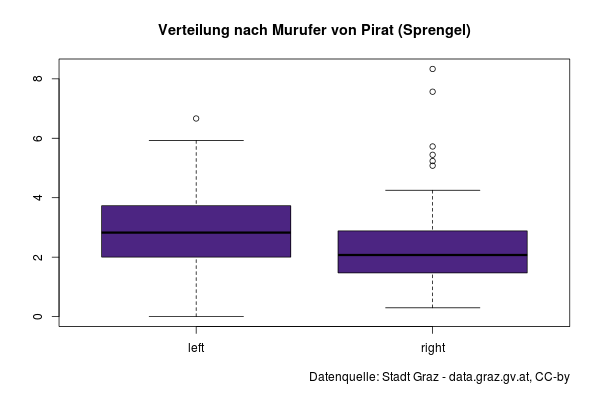 Verteilung nach Murufer von Pirat (Sprengel)
8
6
4
2
0
left right
Datenquelle: Stadt Graz - data.graz.gv.at, CC-by